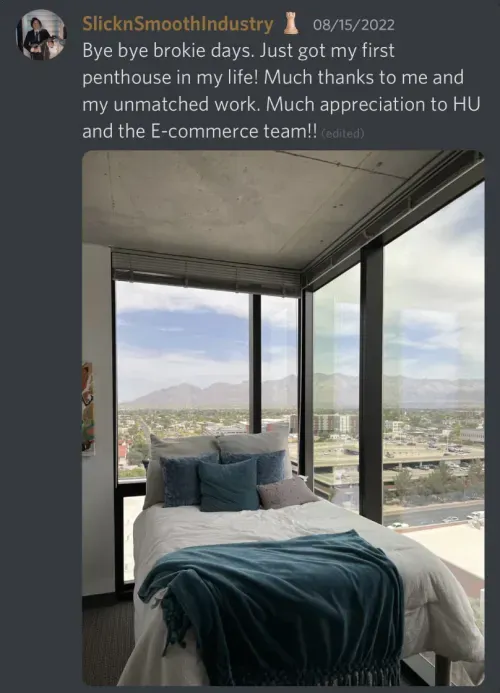 SlicknSmoothIndustry 08/15/2022
Bye bye brokie days. Just got my first
penthouse in my life! Much thanks to me and
my unmatched work. Much appreciation to HU
and the E-commerce team!! (edited)